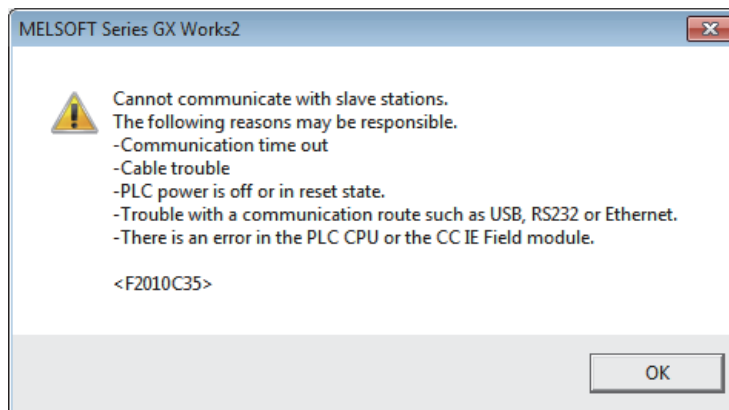 MELSOFT Series GX Works2
Cannot communicate with slave stations.
The following reasons may be responsible.
-Communication time out
-Cable trouble
-PLC power is off or in reset state.
-Trouble with a communication route such as USB, RS232 or Ethernet.
-There is an error in the PLC CPU or the CC IE Field module.
<F2010C35>
OK